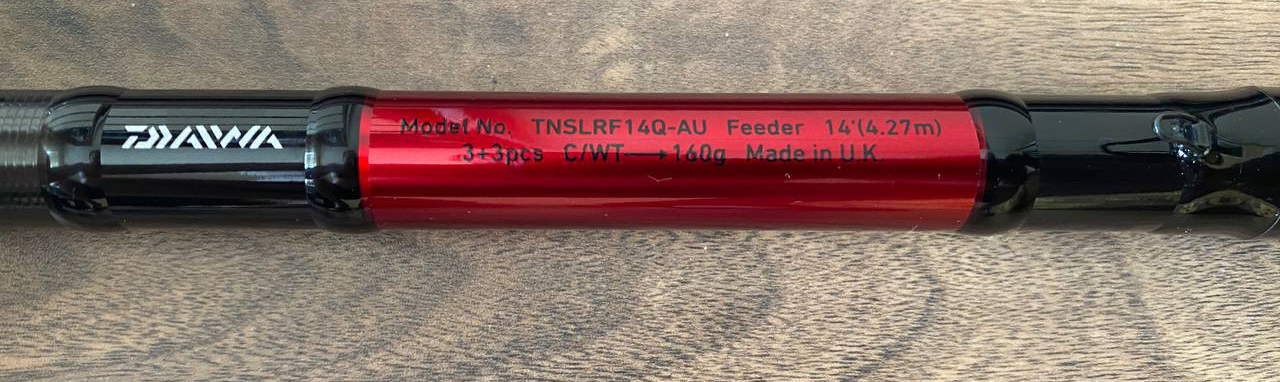 DAIWA
Model No. TNSLRF14Q-AU Feeder 14'(4.27m)
3+3pcs C/WT→160g Made in U.K.